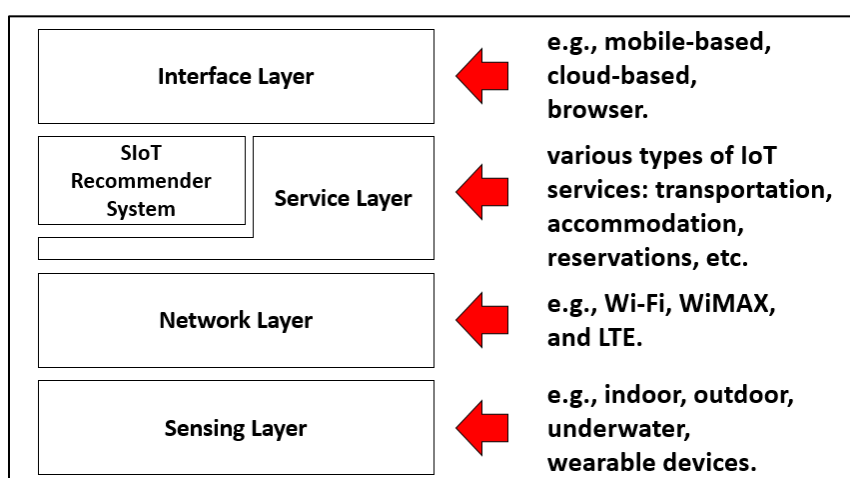 Interface Layer
e.g., mobile-based,
cloud-based,
browser.
SIoT
Recommender
System
Service Layer
various types of IoT
services: transportation,
accommodation,
reservations, etc.
Network Layer
e.g., Wi-Fi, WiMAX,
and LTE.
Sensing Layer
e.g., indoor, outdoor,
underwater,
wearable devices.